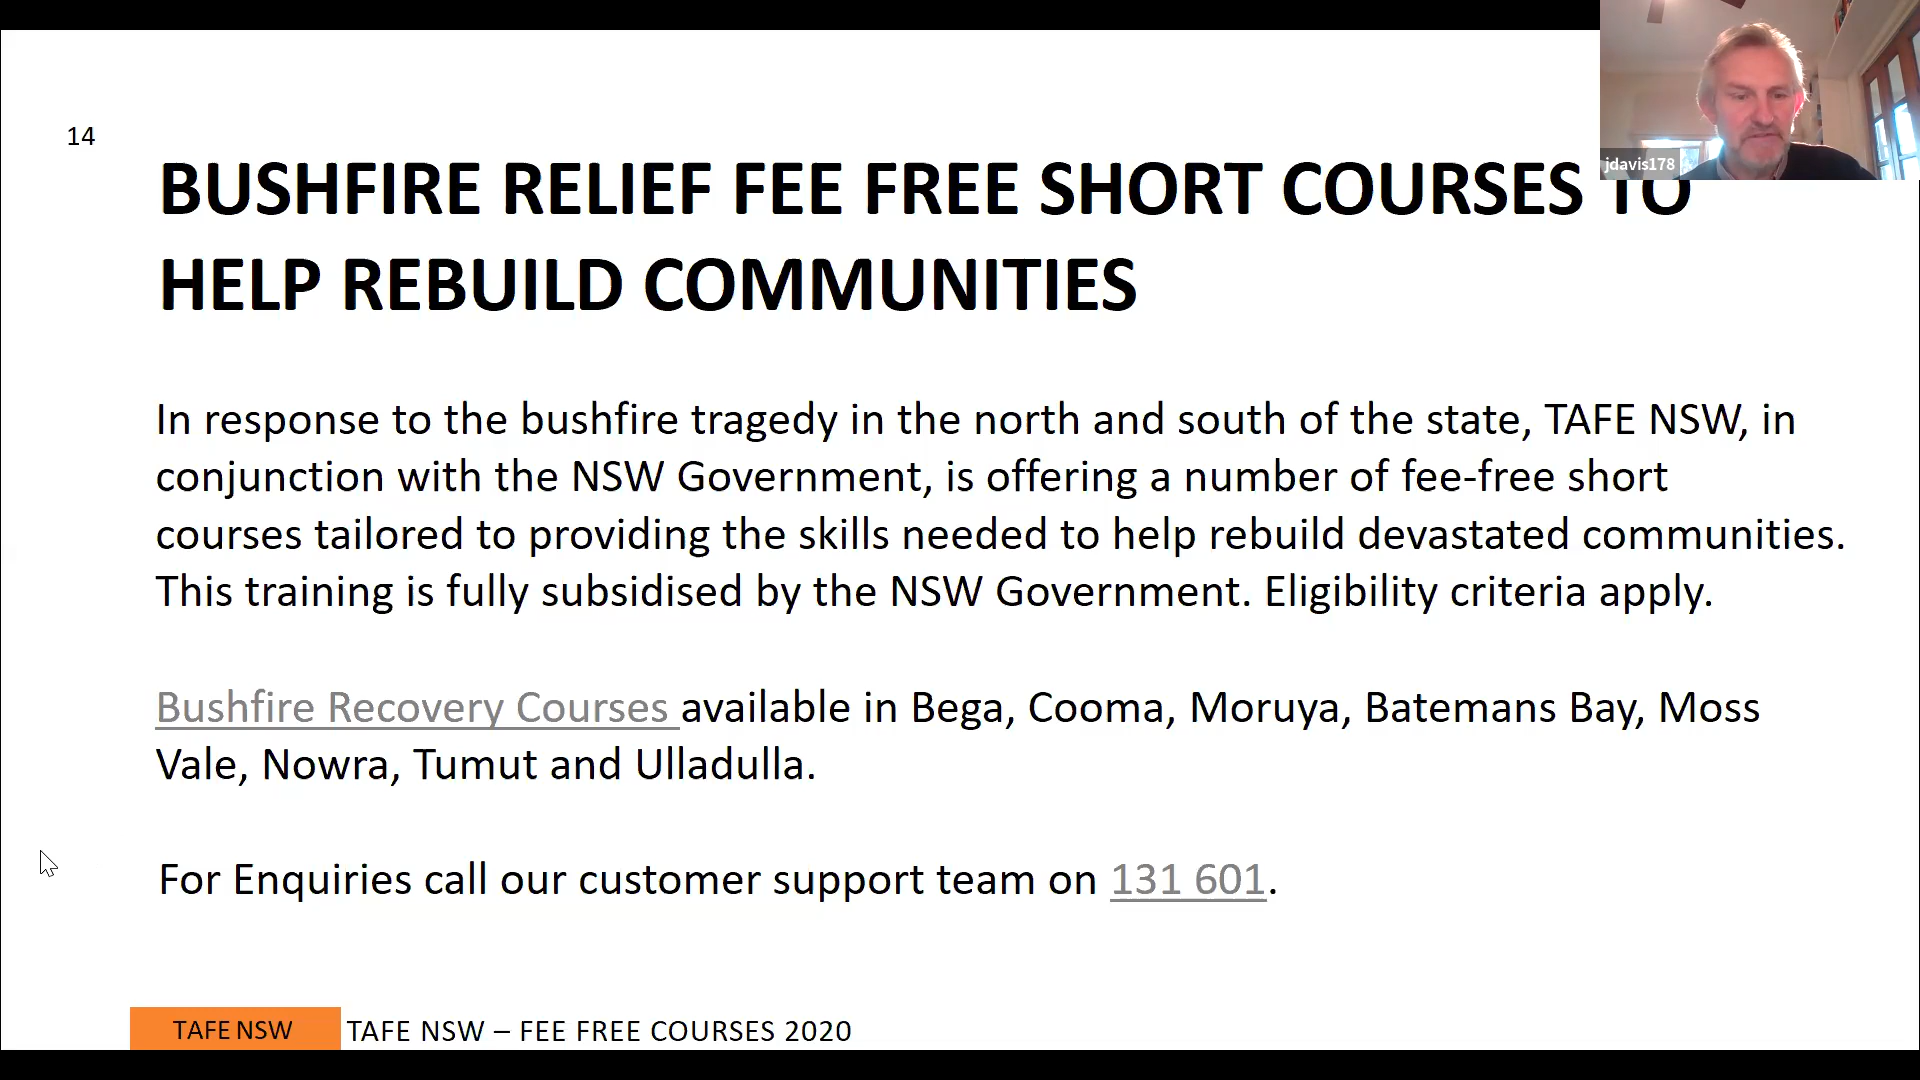 jdavis178
14
BUSHFIRE RELIEF FEE FREE SHORT COURSES TO
HELP REBUILD COMMUNITIES
In response to the bushfire tragedy in the north and south of the state, TAFE NSW, in
conjunction with the NSW Government, is offering a number of fee-free short
courses tailored to providing the skills needed to help rebuild devastated communities.
This training is fully subsidised by the NSW Government. Eligibility criteria apply.
Bushfire Recovery Courses available in Bega, Cooma, Moruya, Batemans Bay, Moss
Vale, Nowra, Tumut and Ulladulla.
For Enquiries call our customer support team on 131 601.
TAFE NSW TAFE NSW – FEE FREE COURSES 2020